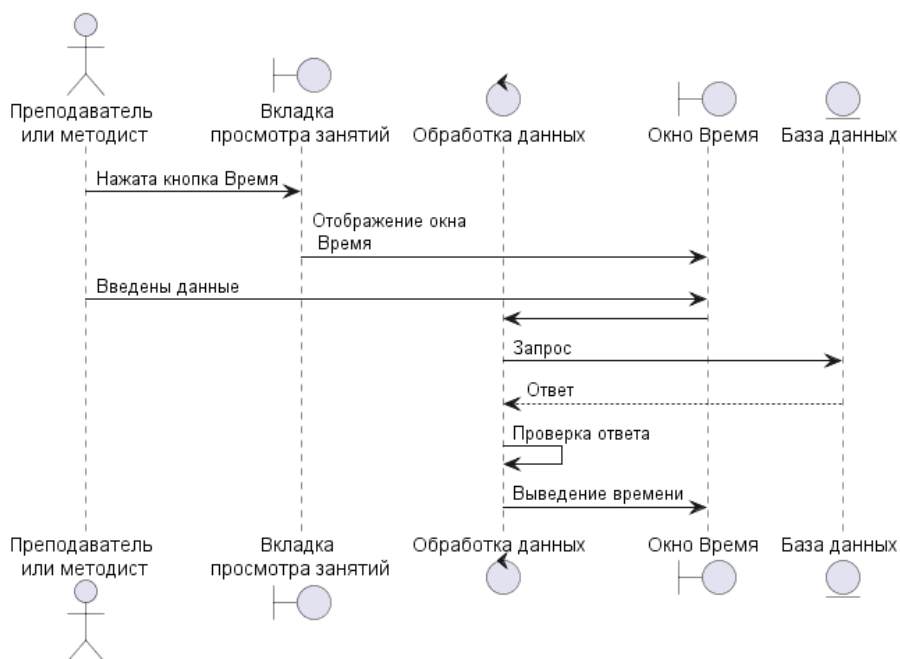 Преподаватель
или методист
Вкладка
просмотра занятий
Обработка данных
Окно Время
База данных
Нажата кнопка Время
Отображение окна
Время
Введены данные
Запрос
Ответ
Проверка ответа
Выведение времени
Преподаватель
или методист
Вкладка
просмотра занятий
Обработка данных
Окно Время
База данных